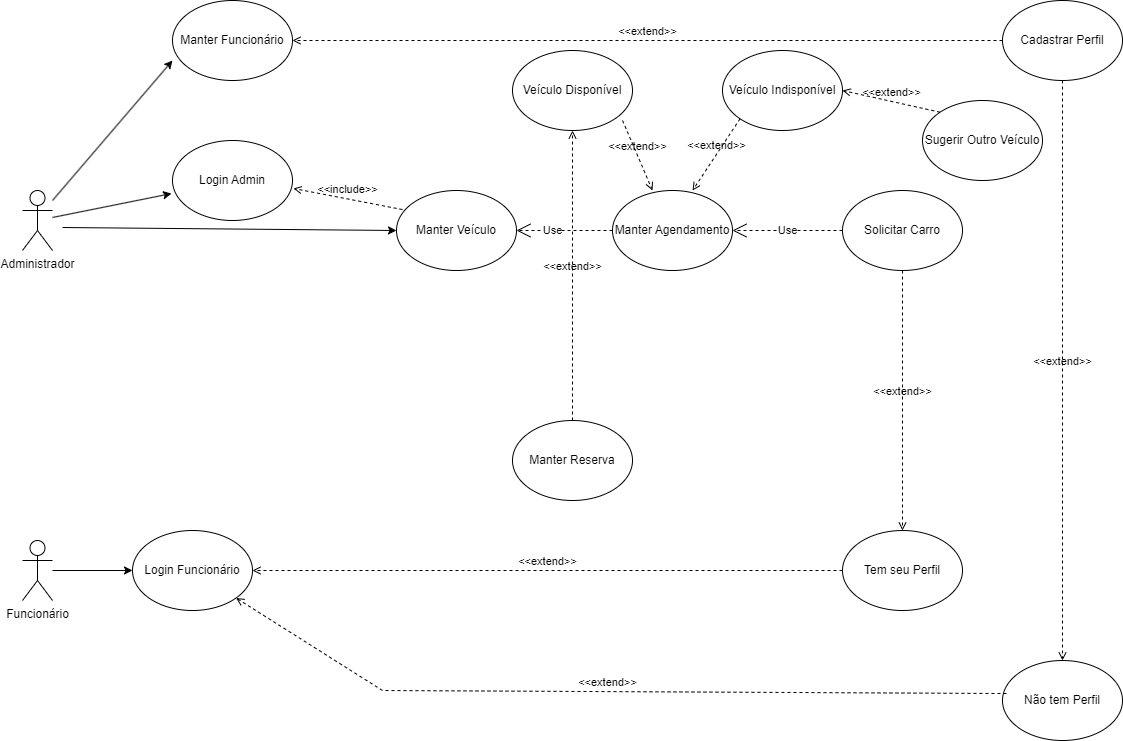 <<extend>>
Manter Funcionário
Cadastrar Perfil
Veículo Disponível
Veículo Indisponível
<<extend>>
Sugerir Outro Veículo
<<extend>>
<<extend>>
Login Admin
<<include>>
Manter Veículo
Use
Manter Agendamento
Use
Solicitar Carro
Administrador
<<extend>>
<<extend>>
<<extend>>
Manter Reserva
<<extend>>
Login Funcionário
Tem seu Perfil
Funcionário
<<extend>>
Não tem Perfil